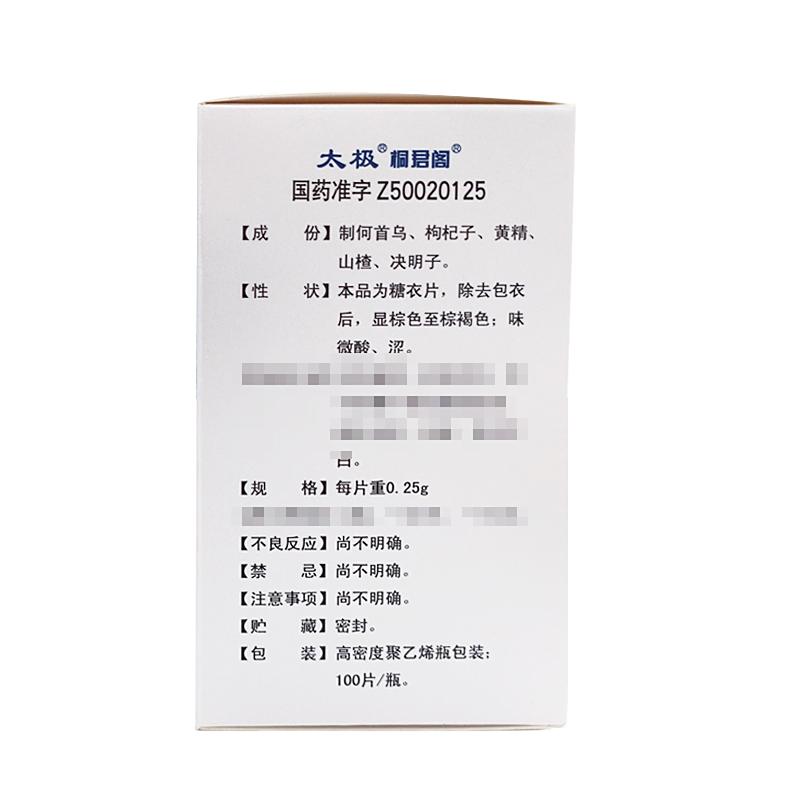 太极® 桐君阁®
国药准字 Z50020125
【成 份】制何首乌、枸杞子、黄精、
山楂、决明子。
【性 状】本品为糖衣片，除去包衣
后，显棕色至棕褐色；味
微酸、涩。
【规 格】每片重0.25g
【不良反应】尚不明确。
【禁 忌】尚不明确。
【注意事项】尚不明确。
【贮 藏】密封。
【包 装】高密度聚乙烯瓶包装；
100片/瓶。